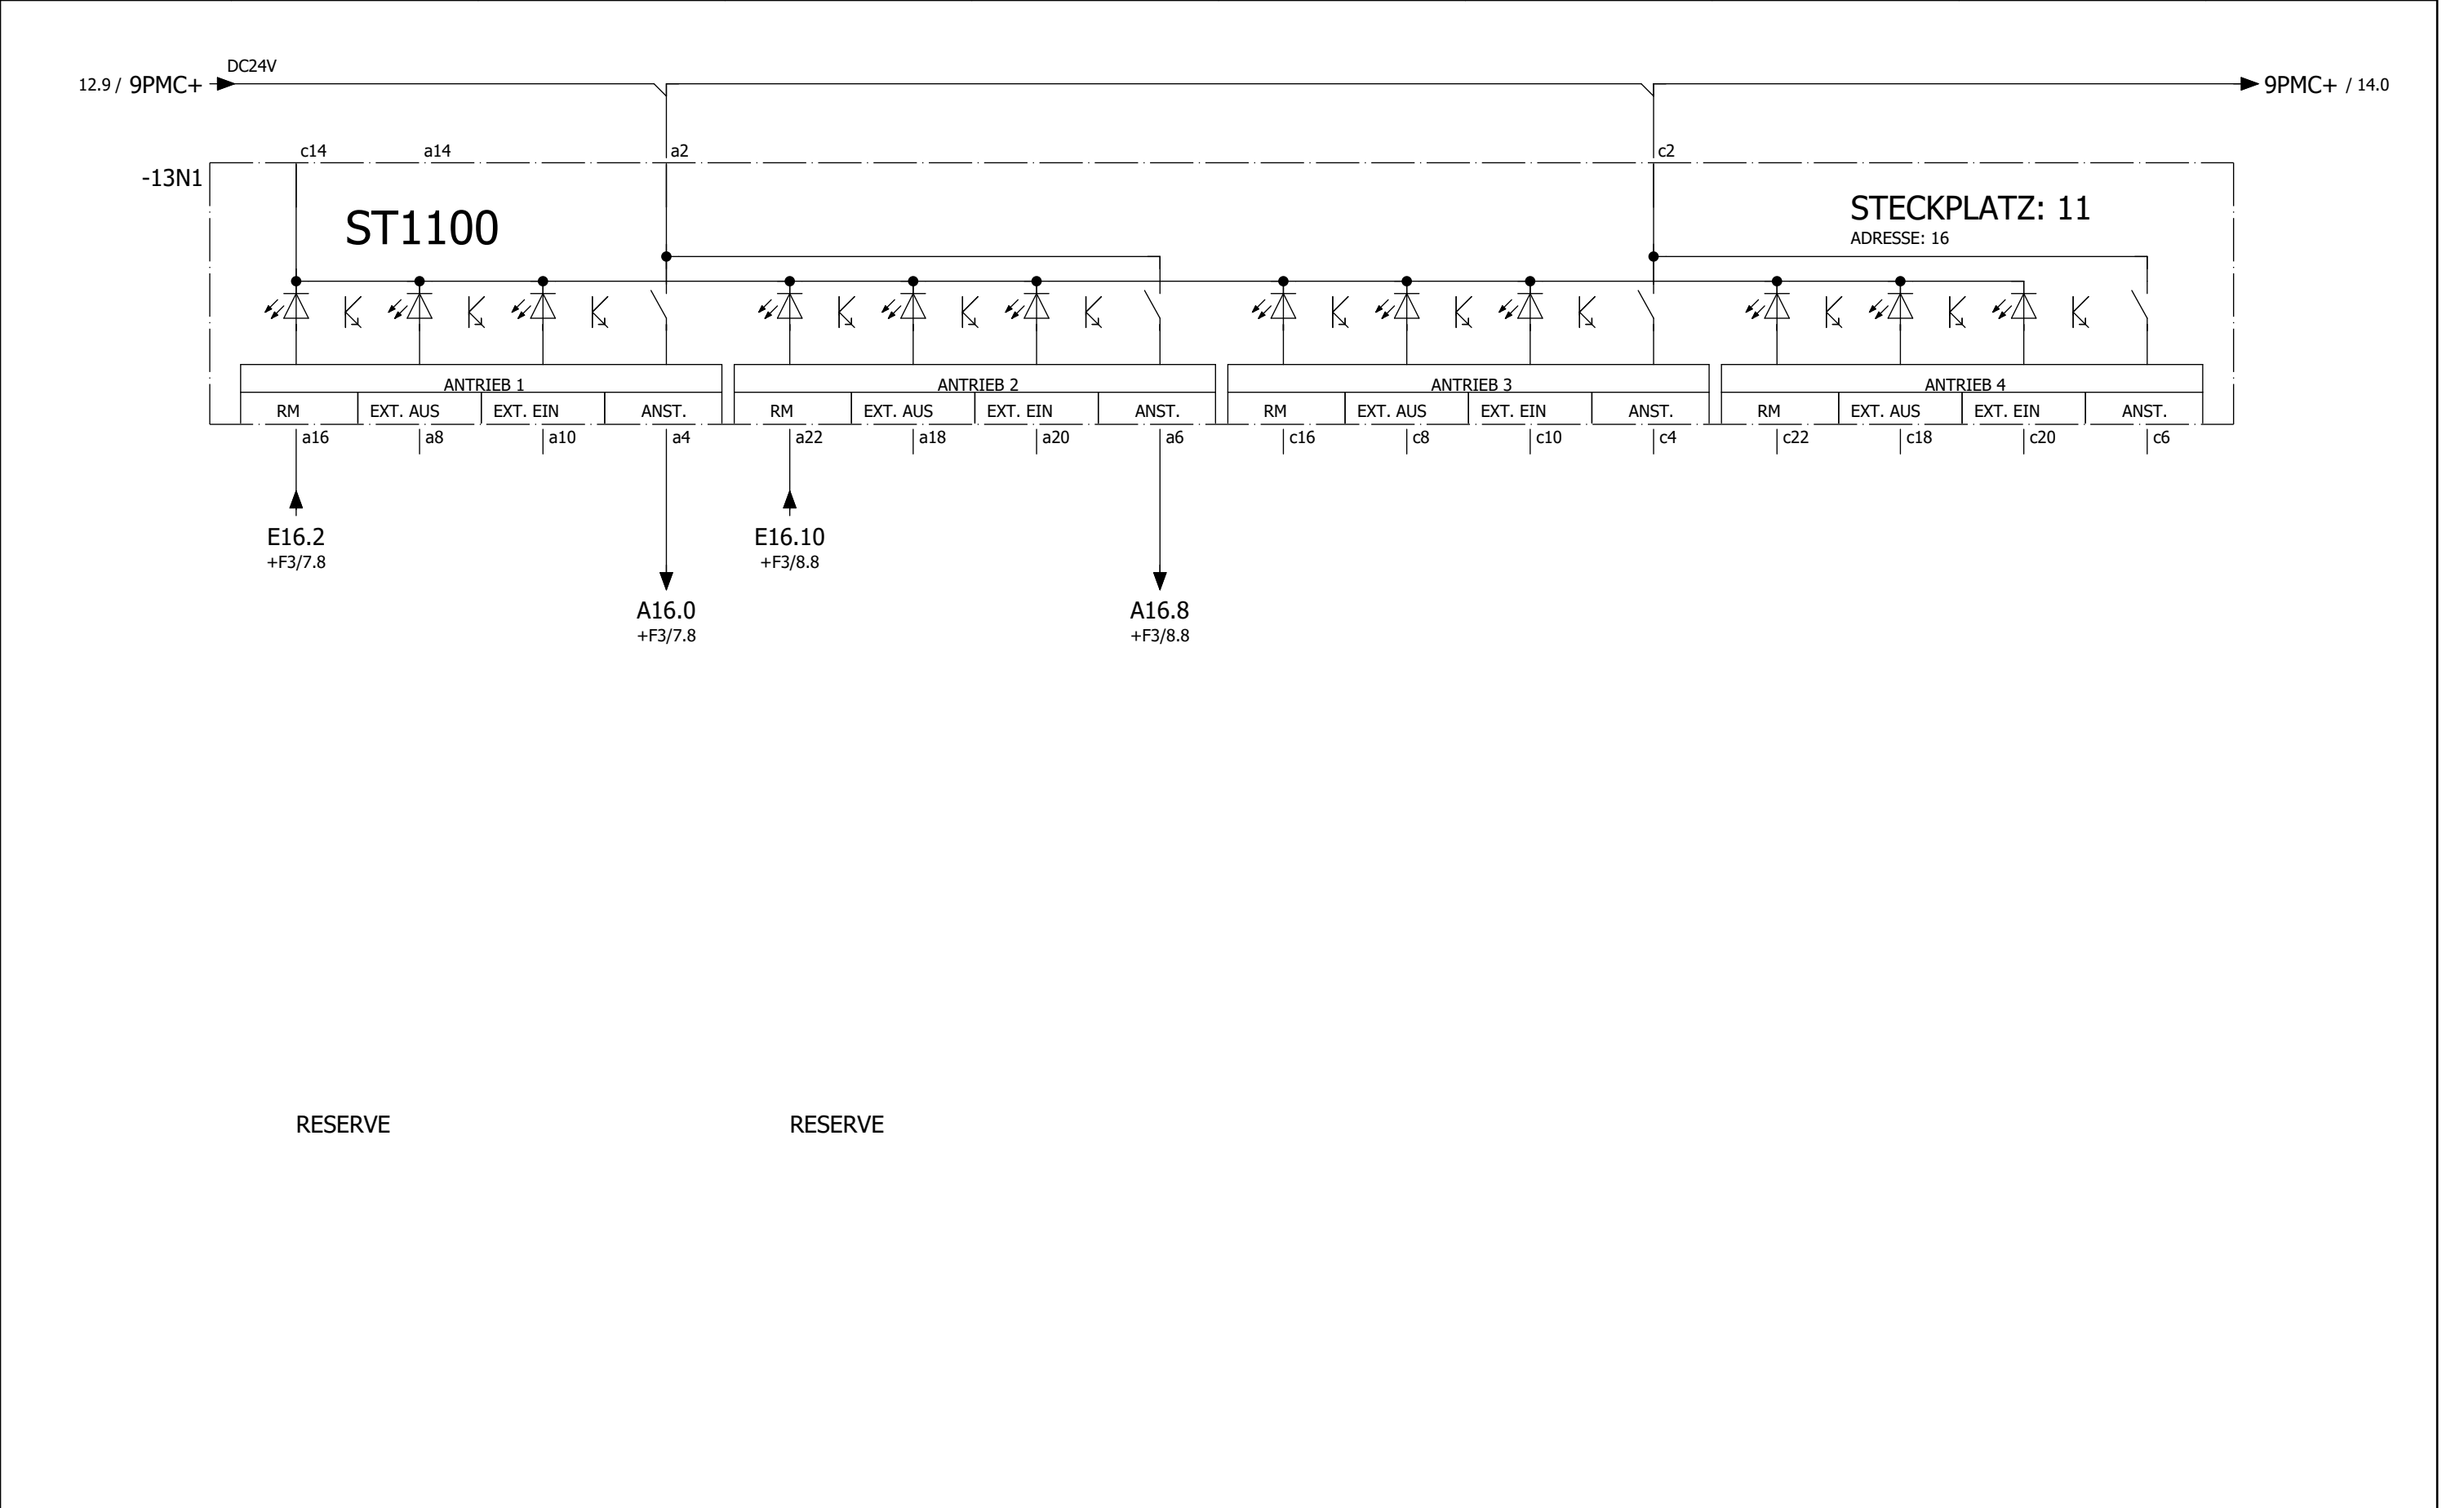 DC24V
12.9 / 9PMC+ 9PMC+ / 14.0
c14 a14 a2 c2
-13N1
ST1100 STECKPLATZ: 11
ADRESSE: 16
ANTRIEB 1 ANTRIEB 2 ANTRIEB 3 ANTRIEB 4
RM EXT. AUS EXT. EIN ANST. RM EXT. AUS EXT. EIN ANST. RM EXT. AUS EXT. EIN ANST. RM EXT. AUS EXT. EIN ANST.
a16 a8 a10 a4 a22 a18 a20 a6 c16 c8 c10 c4 c22 c18 c20 c6
E16.2 E16.10
+F3/7.8 +F3/8.8
A16.0 A16.8
+F3/7.8 +F3/8.8
RESERVE RESERVE